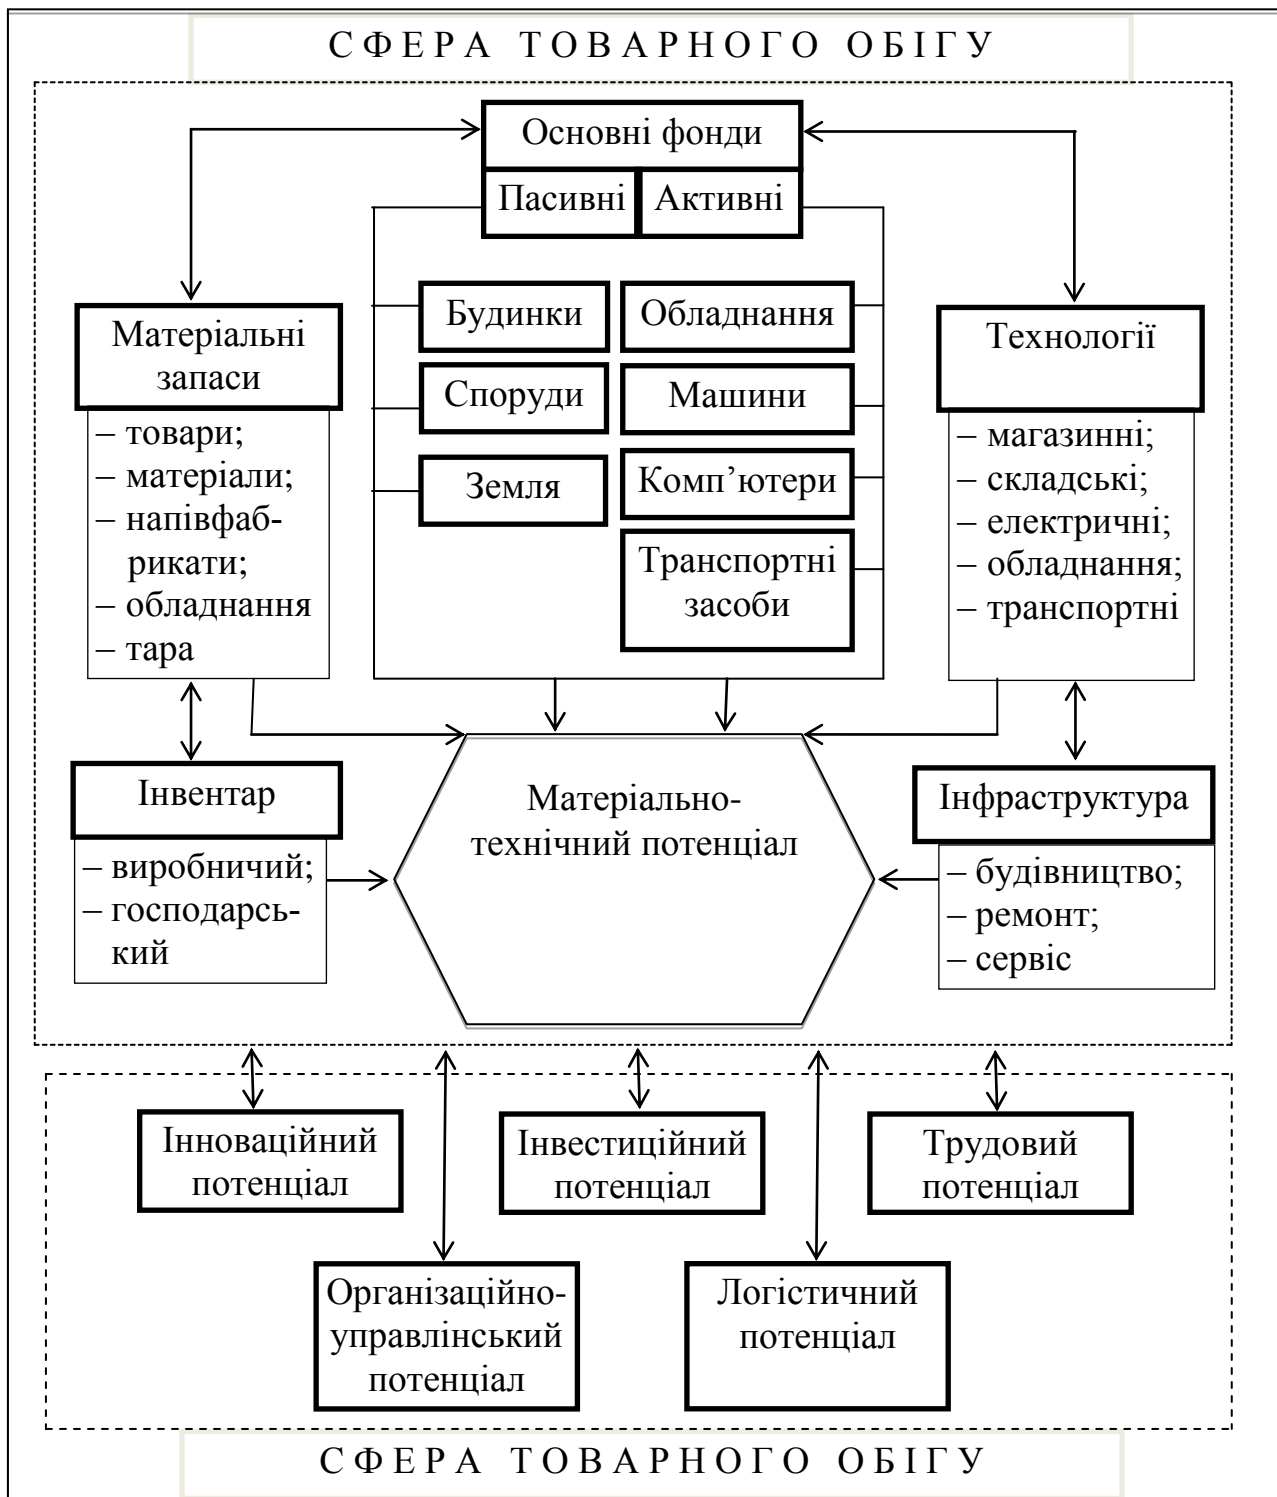 СФЕРА ТОВАРНОГО ОБІГУ
Основні фонди
Пасивні
Активні
Матеріальні
запаси
– товари;
– матеріали;
– напівфаб-
рикати;
– обладнання
– тара
Будинки
Споруди
Земля
Обладнання
Машини
Комп’ютери
Транспортні
засоби
Технології
– магазинні;
– складські;
– електричні;
– обладнання;
– транспортні
Інвентар
– виробничий;
– господарсь-
кий
Матеріально-
технічний потенціал
Інфраструктура
– будівництво;
– ремонт;
– сервіс
Інноваційний
потенціал
Інвестиційний
потенціал
Трудовий
потенціал
Організаційно-
управлінський
потенціал
Логістичний
потенціал
СФЕРА ТОВАРНОГО ОБІГУ